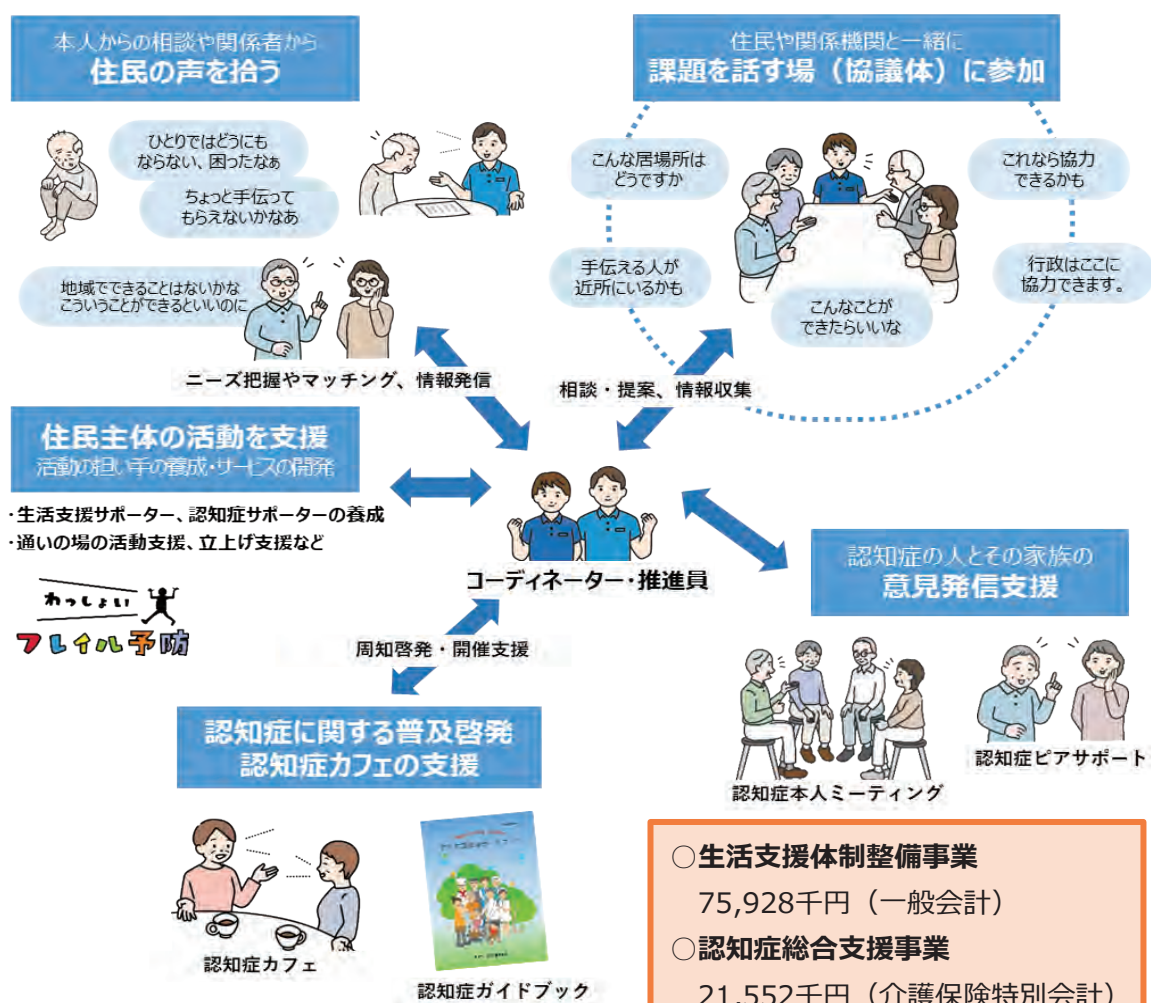 本人からの相談や関係者から
住民の声を拾う
ひとりではどうにも
ならない、困ったなぁ
ちょっと手伝って
もらえないかなあ
地域でできることはないかな
こういうことができるといいのに
ニーズ把握やマッチング、情報発信
住民や関係機関と一緒に
課題を話す場（協議体）に参加
こんな居場所は
どうですか
これなら協力
できるかも
手伝える人が
近所にいるかも
こんなことが
できたらいいな
行政はここに
協力できます。
相談・提案、情報収集
住民主体の活動を支援
活動の担い手の養成・サービスの開発
・生活支援サポーター、認知症サポーターの養成
・通いの場の活動支援、立上げ支援など
わっしょい
フレイル予防
コーディネーター・推進員
認知症の人とその家族の
意見発信支援
認知症本人ミーティング
認知症ピアサポート
周知啓発・開催支援
認知症に関する普及啓発
認知症カフェの支援
認知症カフェ
認知症ガイドブック
○生活支援体制整備事業
75,928千円（一般会計）
○認知症総合支援事業
21,552千円（介護保険特別会計）